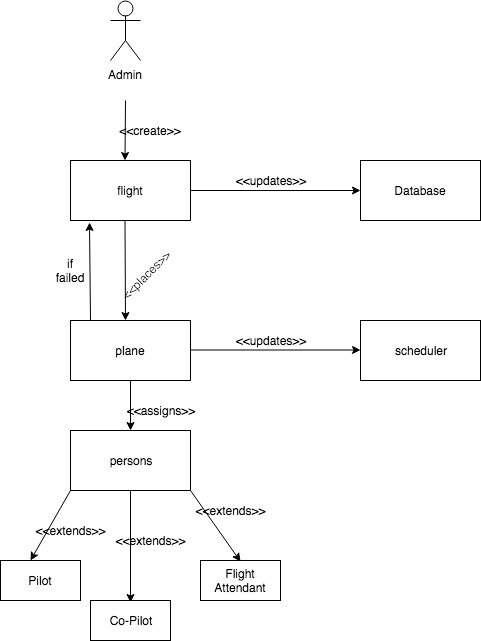 Admin
<<create>>
flight
<<updates>>
Database
<<places>>
if
failed
plane
<<updates>>
scheduler
<<assigns>>
persons
<<extends>>
<<extends>>
<<extends>>
Pilot
Flight
Attendant
Co-Pilot